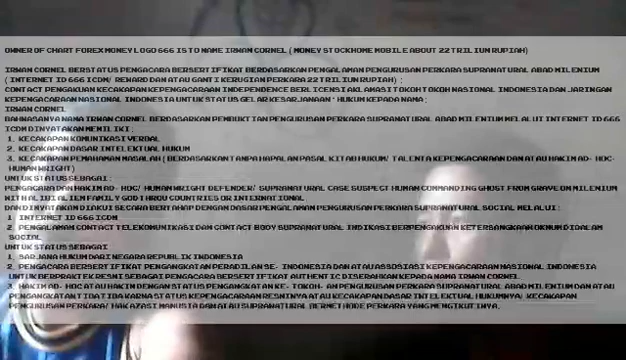 OWNER OF CHART FOREX MONEY LOGO 666 IS TO NAME IRWAN CORNEL ( MONEY STOCKHOME MOBILE ABOUT 22 TRILIUN RUPIAH)
IRWAN CORNEL BERSTATUS PENGACARA BERSERTIFIKAT BERDASARKAN PENGALAMAN PENGURUSAN PERKARA SUPRANATURAL ABAD MILENIUM
( INTERNET ID 666 ICDM/ REWARD DAN ATAU GANTI KERUGIAN PERKARA 22 TRILIUN RUPIAH) ;
CONTACT PENGAKUAN KECAKAPAN KEPENGACARAAN INDEPENDENCE BERLICENSI AKLAMASI TOKOH TOKOH NASIONAL INDONESIA DAN JARINGAN
KEPENGACARAAN NASIONAL INDONESIA UNTUK STATUS GELAR KESARJANAAN " HUKUM KEPADA NAMA ;
IRWAN CORNEL
BAHWASANYA NAMA IRWAN CORNEL BERDASARKAN PEMBUKTIAN PENGURUSAN PERKARA SUPRANATURAL ABAD MILENIUM MELALUI INTERNET ID 666
ICDM DINYATAKAN MEMILIKI ;
1. KECAKAPAN KOMUNIKASI VERBAL
2. KECAKAPAN DASAR INTELEKTUAL HUKUM
3. KECAKAPAN PEMAHAMAN MASALAH ( BERDASARKAN TANPA HAPALAN PASAL KITAB HUKUM/ TALENTA KEPENGACARAAN DAN ATAU HAKIM AD- HOC-
HUMAN WRIGHT)
UNTUK STATUS SEBAGAI :
PENGACARA DAN HAKIM AD- HOC/ HUMAN WRIGHT DEFENDER/ SUPRANATURAL CASE SUSPECT HUMAN COMMANDING GHOST FROM GRAVE ON MILENIUM
WITH ALIBI ALIEN FAMILY GOD THROU COUNTRIES OR INTERNATIONAL
DAN DINYATAKAN DIAKUI SECARA BERTAHAP DENGAN DASAR PENGALAMAN PENGURUSAN PERKARA SUPRANATURAL SOCIAL MELALUI :
1. INTERNET ID 666 ICDM
2. PENGALAMAN CONTACT TELEKOMUNIKASI DAN CONTACT BODY SUPRANATURAL INDIKASI BERPENGAKUAN KETERSANGKAAN OKNUM DIDALAM
SOCIAL
UNTUK STATUS SEBAGAI
1. SARJANA HUKUM DARI NEGARA REPUBLIK INDONESIA
2. PENGACARA BERSERTIFIKAT PENGANGKATAN PERADILAN SE- INDONESIA DAN ATAU ASSOSIASI KEPENGACARAAN NASIONAL INDONESIA
UNTUK BERPRAKTEK RESMI SEBAGAI PENGACARA BERSERTIFIKAT AUTHENTIC DISERAHKAN KEPADA NAMA IRWAN CORNEL
3. HAKIM AD- HOC ATAU HAKIM DENGAN STATUS PENGANGKATAN KE- TOKOH- AN PENGURUSAN PERKARA SUPRANATURAL ABAD MILENIUM DAN ATAU
PENGANGKATAN TIDAK KARNA STATUS KEPENGACARAAN RESMINYA ATAU KECAKAPAN DASAR INTELEKTUAL HUKUMNYA/ KECAKAPAN
PENGURUSAN PERKARA/ HAK AZASI MANUSIA DAN ATAU SUPRANATURAL BERMETHODE PERKARA YANG MENGIKUTINYA.